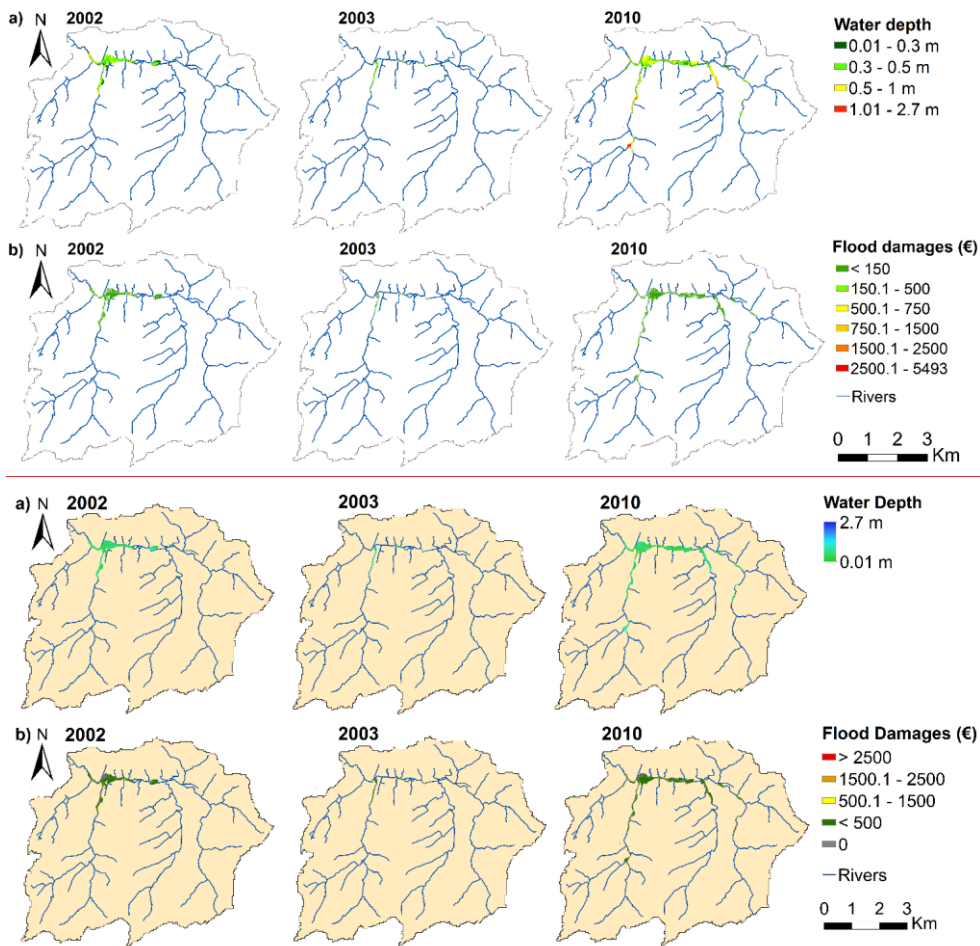 a) N 2002 2003 2010 Water depth
0.01 - 0.3 m
0.3 - 0.5 m
0.5 - 1 m
1.01 - 2.7 m
b) N 2002 2003 2010 Flood damages (€)
< 150
150.1 - 500
500.1 - 750
750.1 - 1500
1500.1 - 2500
2500.1 - 5493
Rivers
0 1 2 3
Km
a) N 2002 2003 2010 Water Depth
2.7 m
0.01 m
b) N 2002 2003 2010 Flood Damages (€)
> 2500
1500.1 - 2500
500.1 - 1500
< 500
0
Rivers
0 1 2 3
Km